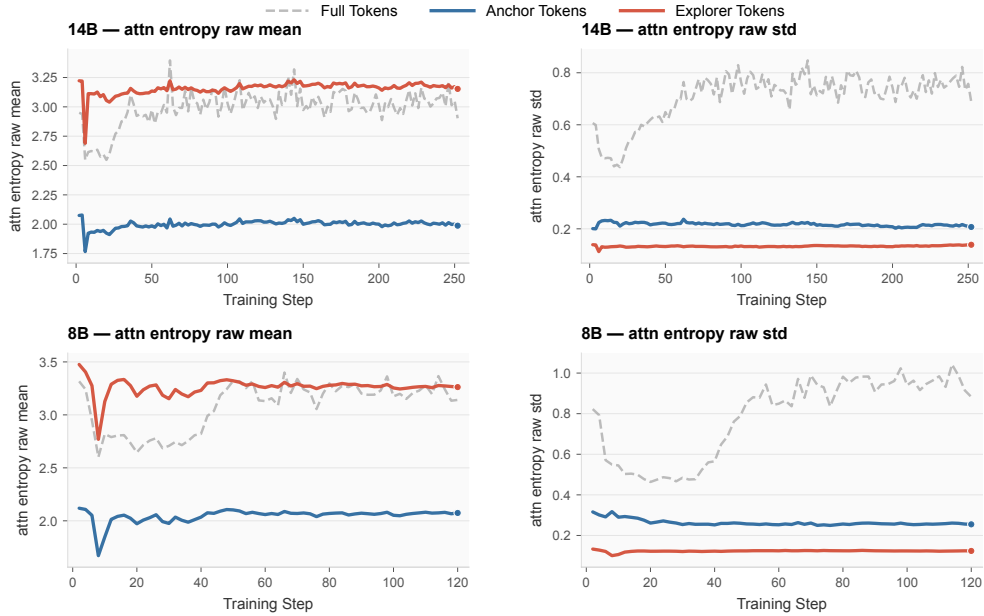 Full Tokens Anchor Tokens Explorer Tokens
14B — attn entropy raw mean
attn entropy raw mean
3.25
3.00
2.75
2.50
2.25
2.00
1.75
0 50 100 150 200 250
Training Step
14B — attn entropy raw std
attn entropy raw std
0.8
0.6
0.4
0.2
0 50 100 150 200 250
Training Step
8B — attn entropy raw mean
attn entropy raw mean
3.5
3.0
2.5
2.0
0 20 40 60 80 100 120
Training Step
8B — attn entropy raw std
attn entropy raw std
1.0
0.8
0.6
0.4
0.2
0 20 40 60 80 100 120
Training Step